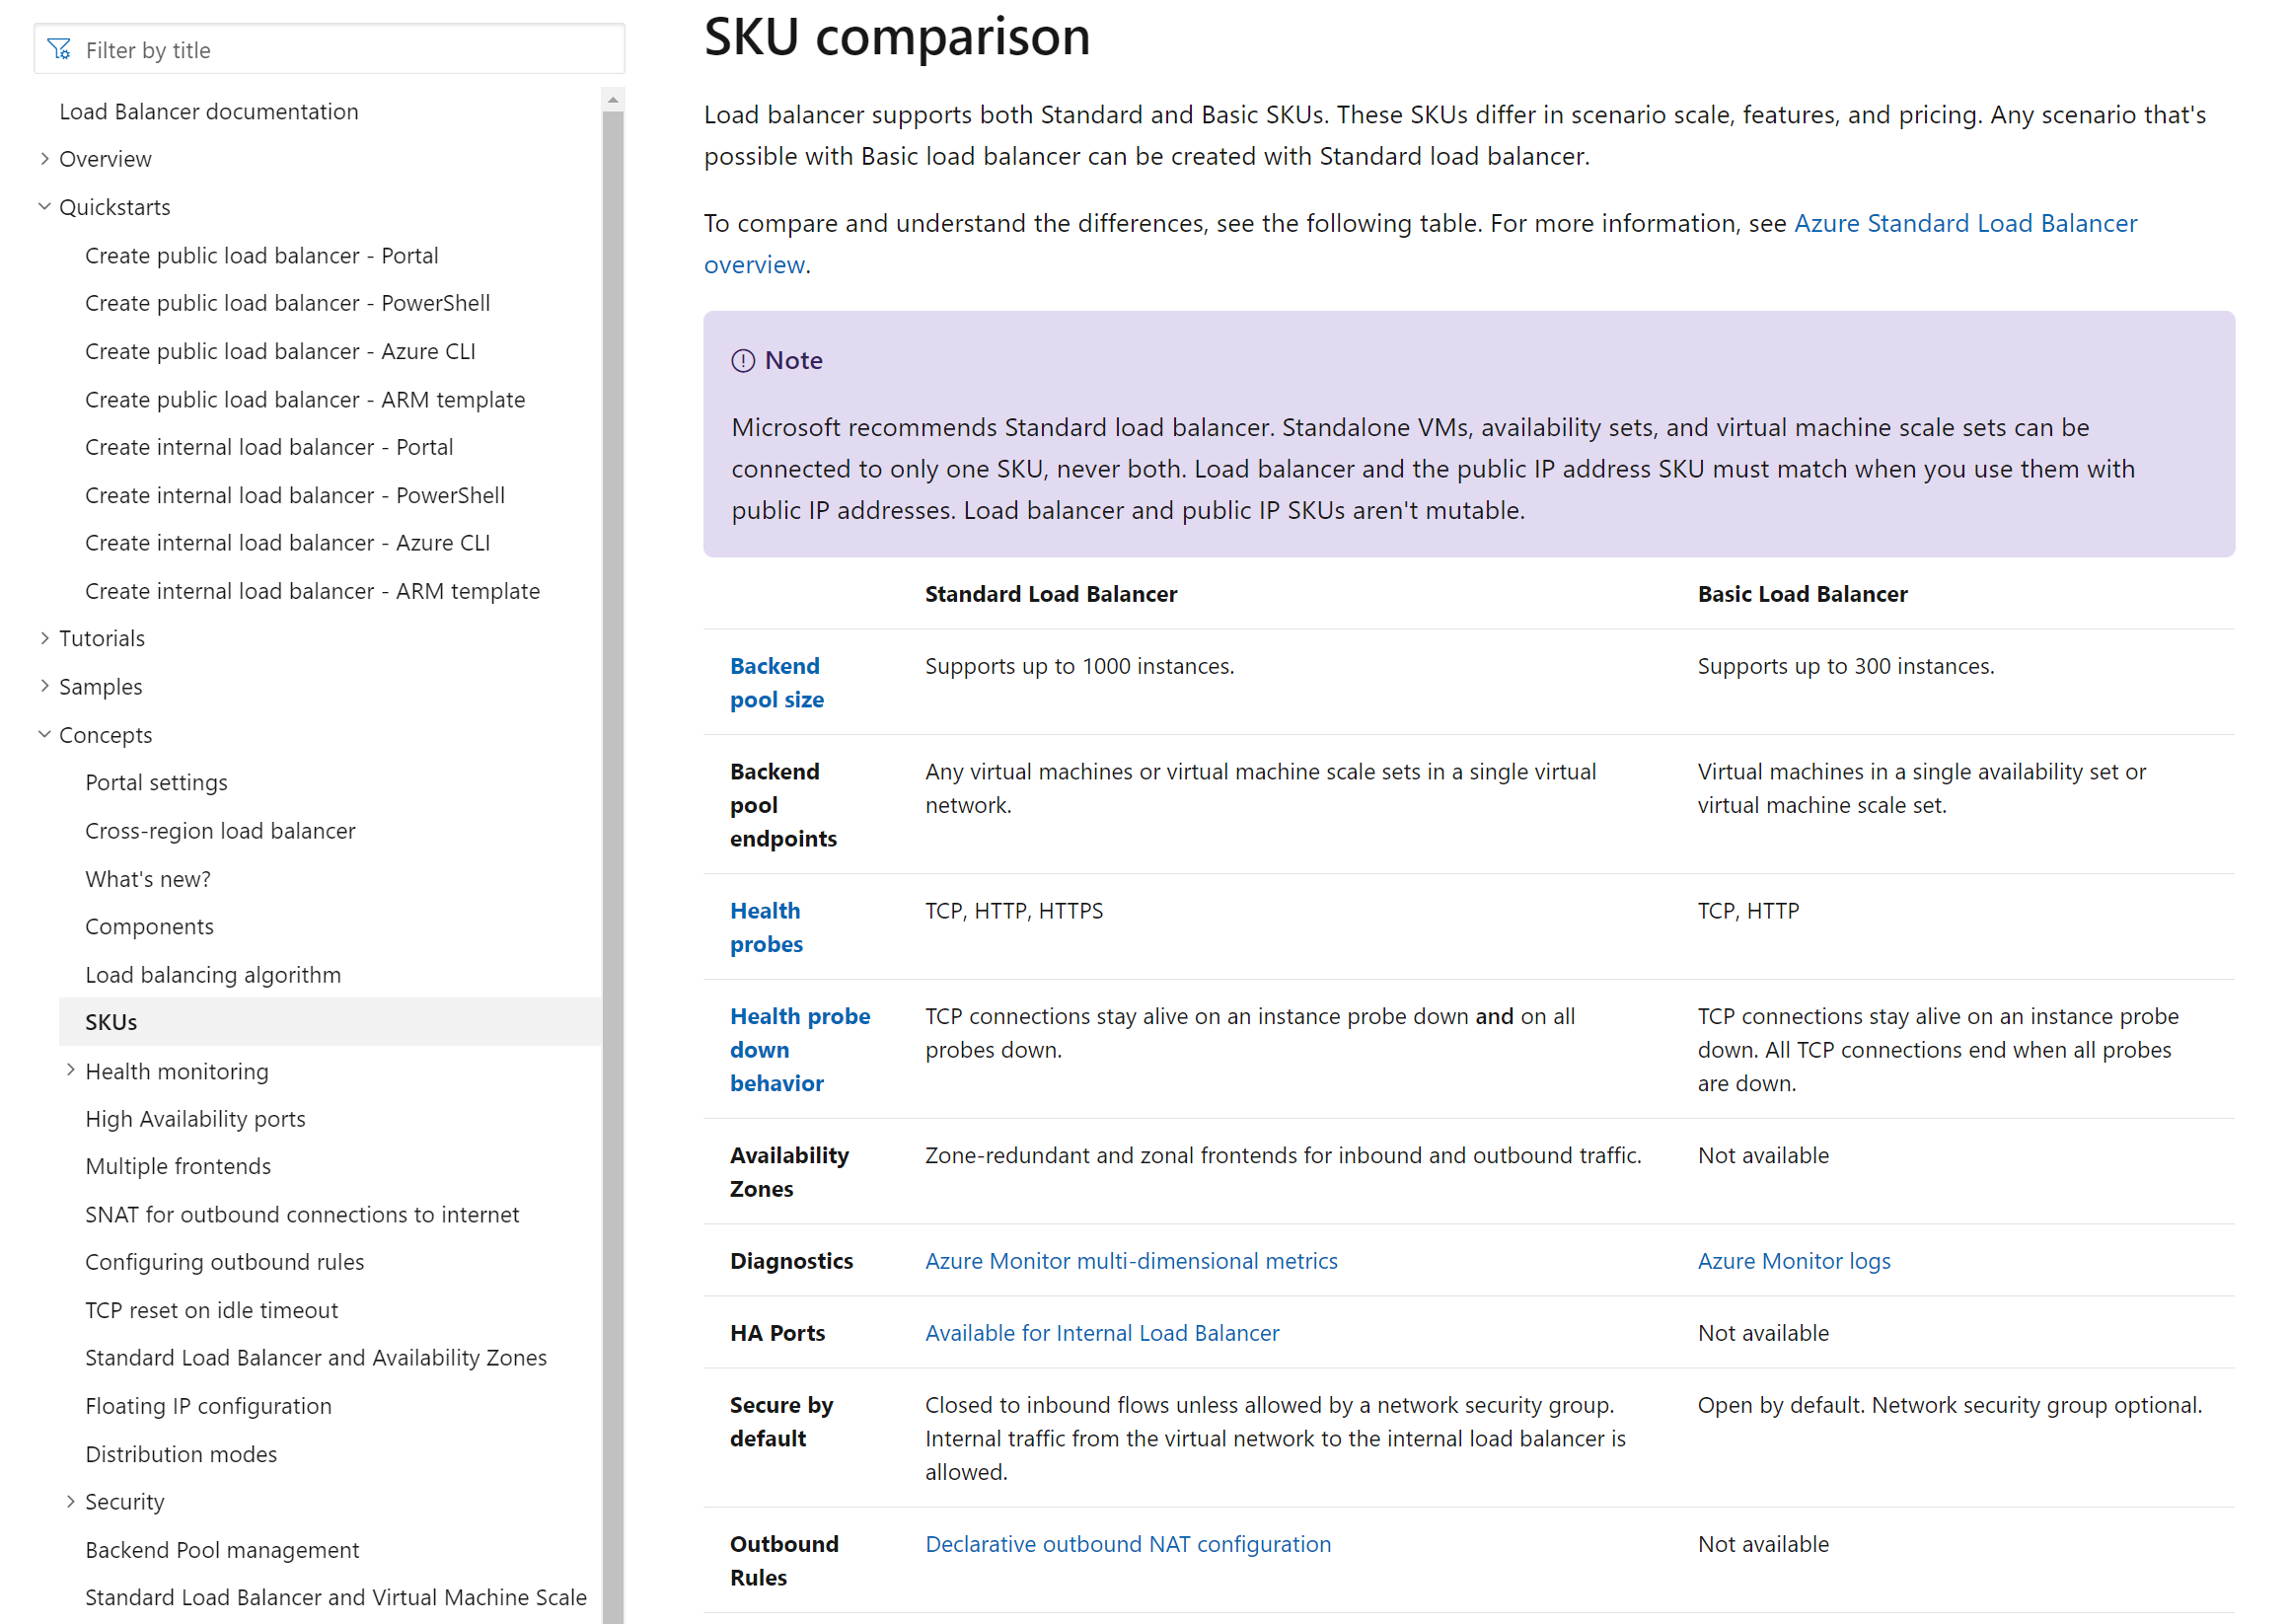 Filter by title
Load Balancer documentation
Overview
Quickstarts
Create public load balancer - Portal
Create public load balancer - PowerShell
Create public load balancer - Azure CLI
Create public load balancer - ARM template
Create internal load balancer - Portal
Create internal load balancer - PowerShell
Create internal load balancer - Azure CLI
Create internal load balancer - ARM template
Tutorials
Samples
Concepts
Portal settings
Cross-region load balancer
What's new?
Components
Load balancing algorithm
SKUs
Health monitoring
High Availability ports
Multiple frontends
SNAT for outbound connections to internet
Configuring outbound rules
TCP reset on idle timeout
Standard Load Balancer and Availability Zones
Floating IP configuration
Distribution modes
Security
Backend Pool management
Standard Load Balancer and Virtual Machine Scale
SKU comparison
Load balancer supports both Standard and Basic SKUs. These SKUs differ in scenario scale, features, and pricing. Any scenario that's
possible with Basic load balancer can be created with Standard load balancer.
To compare and understand the differences, see the following table. For more information, see Azure Standard Load Balancer
overview.
Note
Microsoft recommends Standard load balancer. Standalone VMs, availability sets, and virtual machine scale sets can be
connected to only one SKU, never both. Load balancer and the public IP address SKU must match when you use them with
public IP addresses. Load balancer and public IP SKUs aren't mutable.
Standard Load Balancer
Basic Load Balancer
Backend
pool size
Supports up to 1000 instances.
Supports up to 300 instances.
Backend
pool
endpoints
Any virtual machines or virtual machine scale sets in a single virtual
network.
Virtual machines in a single availability set or
virtual machine scale set.
Health
probes
TCP, HTTP, HTTPS
TCP, HTTP
Health probe
down
behavior
TCP connections stay alive on an instance probe down and on all
probes down.
TCP connections stay alive on an instance probe
down. All TCP connections end when all probes
are down.
Availability
Zones
Zone-redundant and zonal frontends for inbound and outbound traffic.
Not available
Diagnostics
Azure Monitor multi-dimensional metrics
Azure Monitor logs
HA Ports
Available for Internal Load Balancer
Not available
Secure by
default
Closed to inbound flows unless allowed by a network security group.
Internal traffic from the virtual network to the internal load balancer is
allowed.
Open by default. Network security group optional.
Outbound
Rules
Declarative outbound NAT configuration
Not available